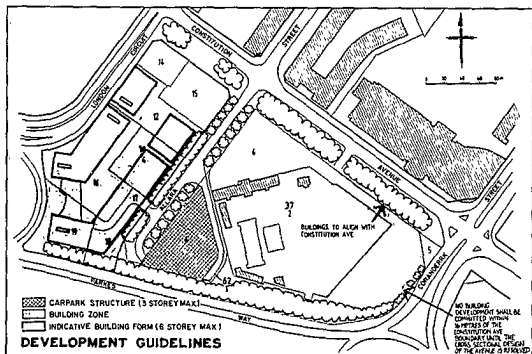 CONSTITUTION
STREET
LONDON
CIRCUIT
14
15
12
6
16
17
19
37
2
67
5
AVENUE
STREET
COOYONG
PARKES
WAY
BUILDINGS TO ALIGN WITH
CONSTITUTION AVE
NO BUILDING
DEVELOPMENT SHALL BE
COMMITTED WITHIN
16 METRES OF THE
CONSTITUTION AVE
BOUNDARY UNTIL THE
CROSS SECTIONAL DESIGN
OF THE AVENUE IS RESOLVED
CARPARK STRUCTURE (3 STOREY MAX)
BUILDING ZONE
INDICATIVE BUILDING FORM (6 STOREY MAX)
DEVELOPMENT GUIDELINES